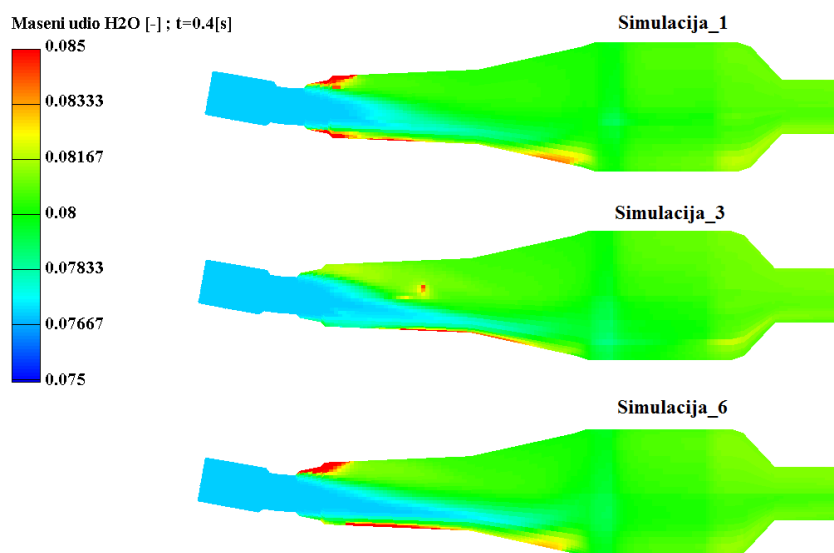 Maseni udio H2O [-] ; t=0.4[s]
Simulacija_1
0.085
0.08333
0.08167
0.08
0.07833
0.07667
0.075
Simulacija_3
Simulacija_6